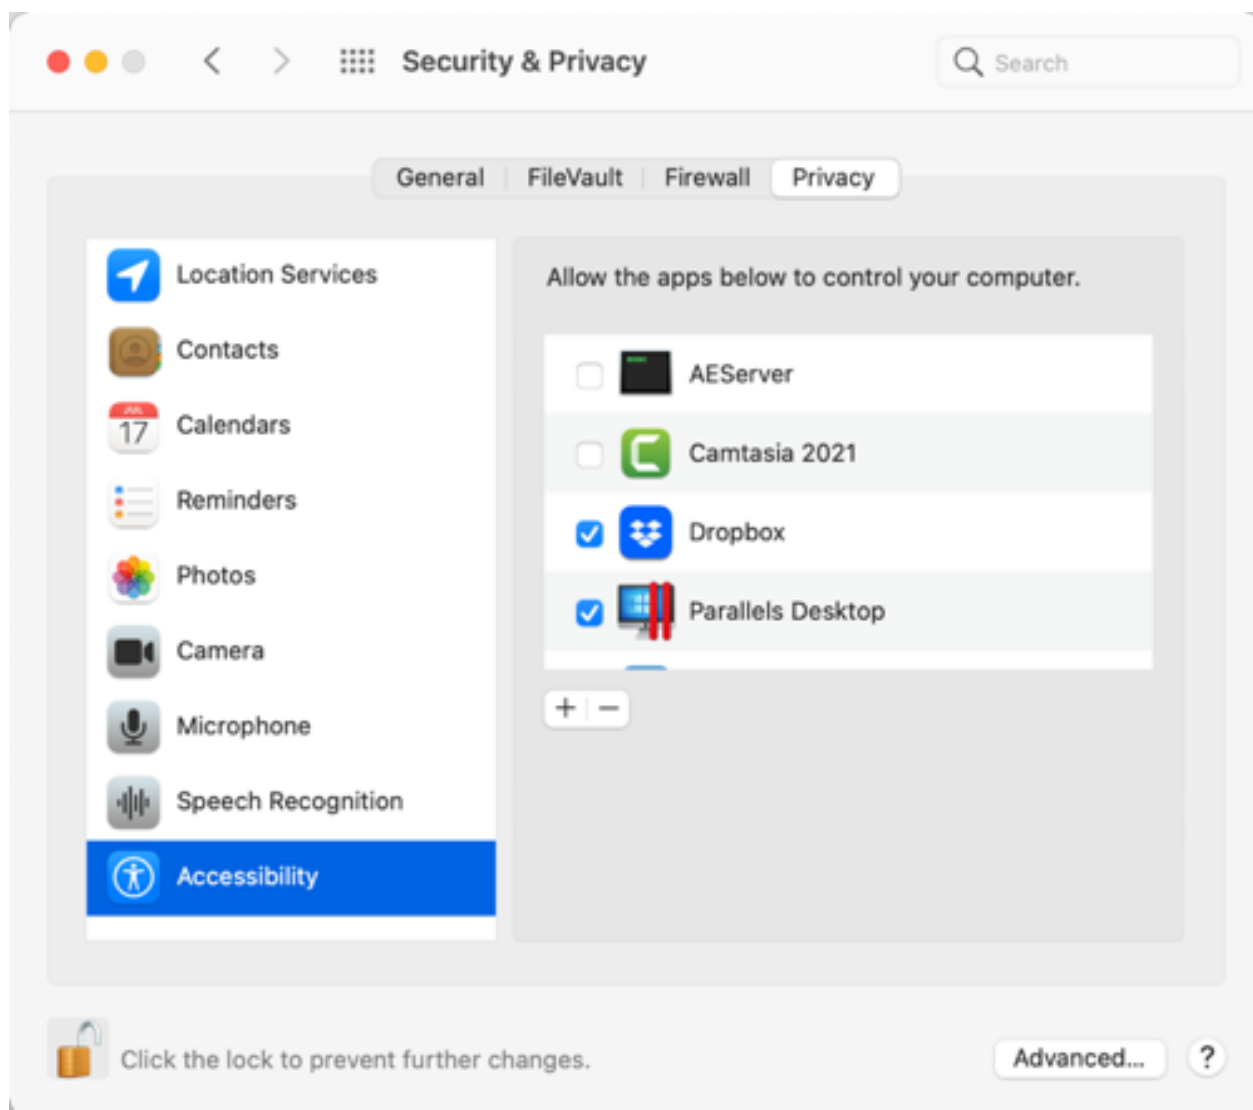 Security & Privacy
Search
General
FileVault
Firewall
Privacy
Location Services
Contacts
17
Calendars
Reminders
Photos
Camera
Microphone
Speech Recognition
Accessibility
Allow the apps below to control your computer.
AEServer
Camtasia 2021
Dropbox
Parallels Desktop
+ −
Click the lock to prevent further changes.
Advanced...
?